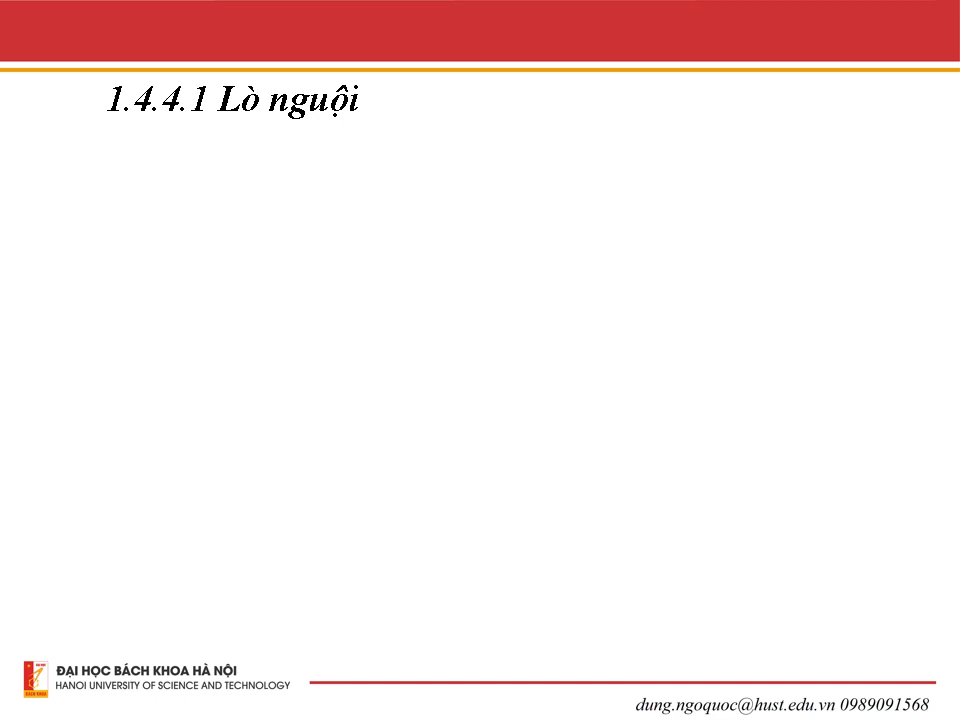 1.4.4.1 Lò nguội
ĐẠI HỌC BÁCH KHOA HÀ NỘI
HANOI UNIVERSITY OF SCIENCE AND TECHNOLOGY
dung.ngoquoc@hust.edu.vn 0989091568